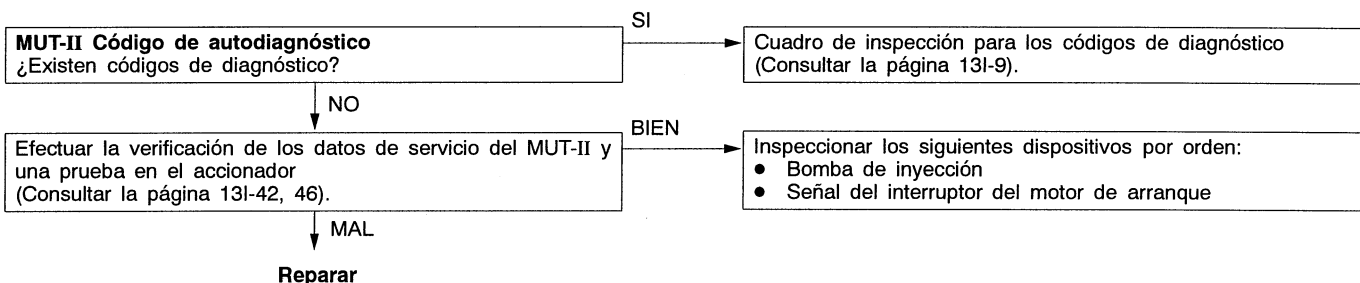 SI
MUT-II Código de autodiagnóstico
¿Existen códigos de diagnóstico?
Cuadro de inspección para los códigos de diagnóstico
(Consultar la página 13I-9).
NO
BIEN
Efectuar la verificación de los datos de servicio del MUT-II y
una prueba en el accionador
(Consultar la página 13I-42, 46).
Inspeccionar los siguientes dispositivos por orden:
● Bomba de inyección
● Señal del interruptor del motor de arranque
MAL
Reparar